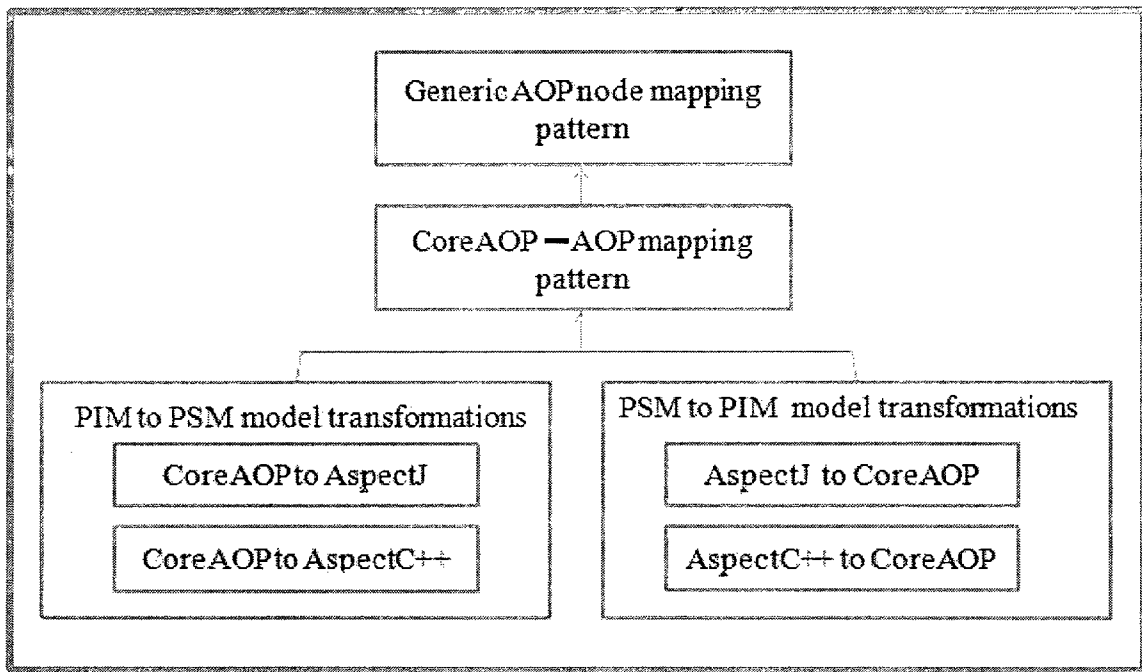 Generic AOP node mapping
pattern
CoreAOP — AOP mapping
pattern
PIM to PSM model transformations
CoreAOP to AspectJ
CoreAOP to AspectC++
PSM to PIM model transformations
AspectJ to CoreAOP
AspectC++ to CoreAOP